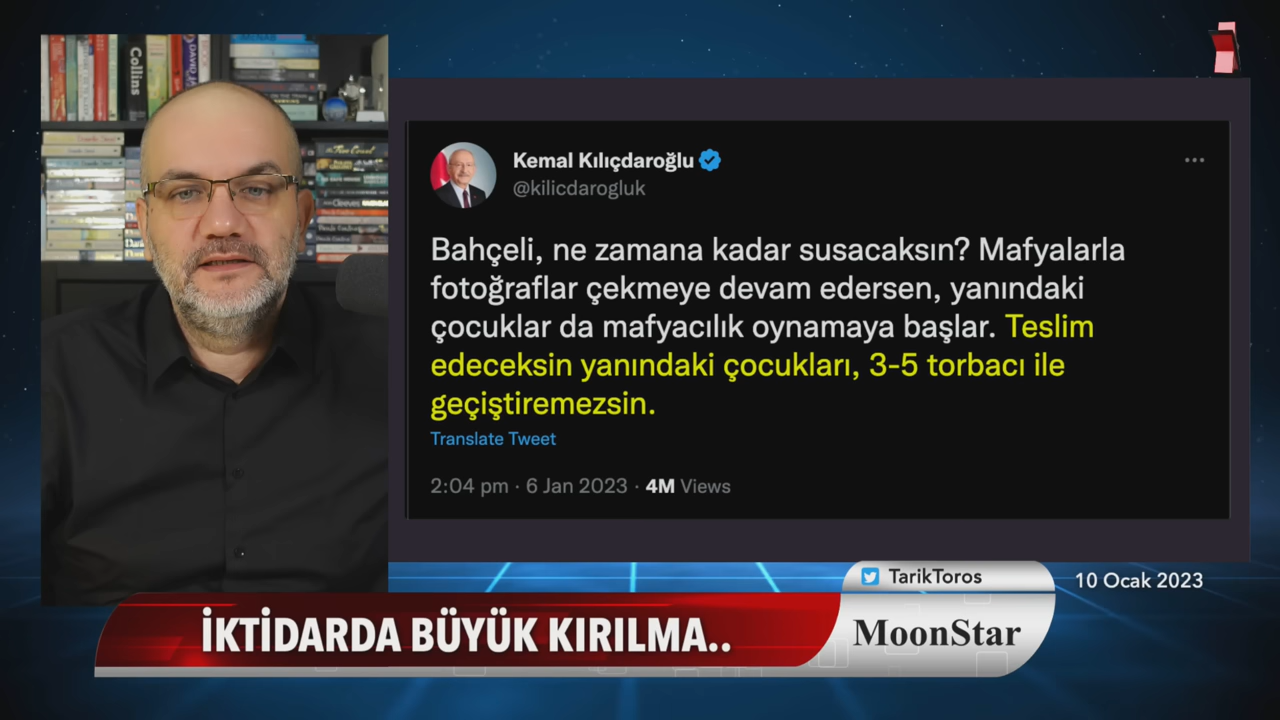 Collins
Kemal Kılıçdaroğlu
@kilicdarogluk
Bahçeli, ne zamana kadar susacaksın? Mafyalarla
fotoğraflar çekmeye devam edersen, yanındaki
çocuklar da mafyacılık oynamaya başlar. Teslim
edeceksin yanındaki çocukları, 3-5 torbacı ile
geçiştiremezsin.
Translate Tweet
2:04 pm · 6 Jan 2023 · 4M Views
TarikToros
10 Ocak 2023
İKTİDARDA BÜYÜK KIRILMA..
MoonStar